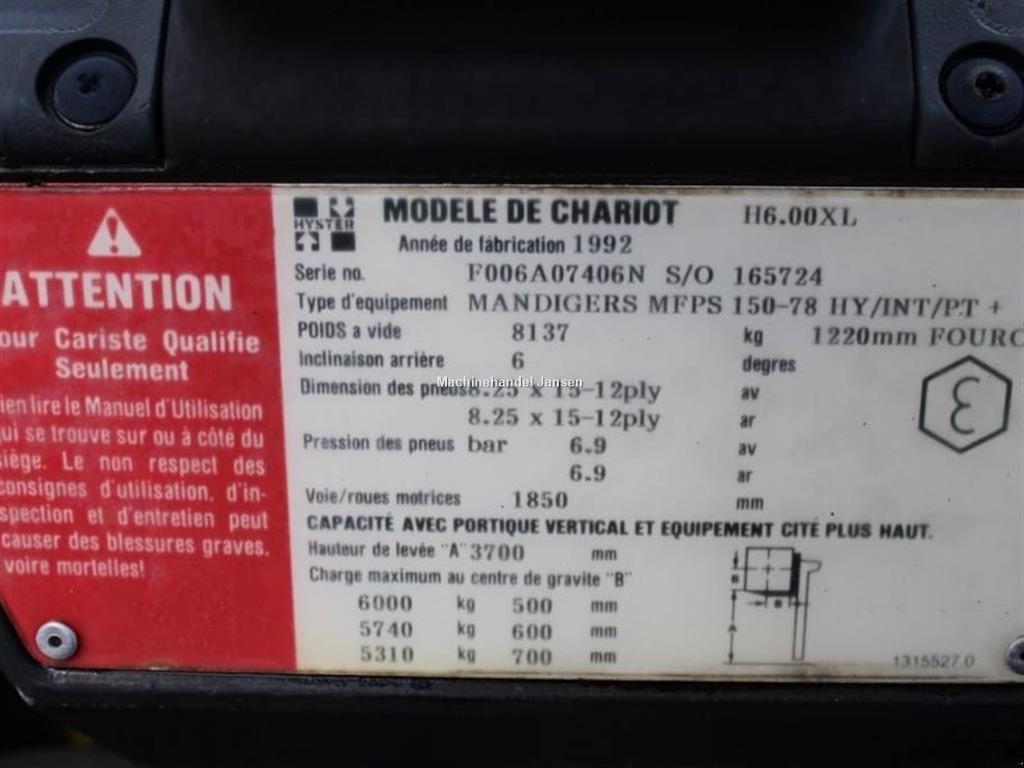 ATTENTION
our Cariste Qualifie
Seulement
ien lire le Manuel d'Utilisation
qui se trouve sur ou à côté du
siège. Le non respect des
consignes d'utilisation, d'in-
spection et d'entretien peut
causer des blessures graves,
voire mortelles!
HYSTER
MODELE DE CHARIOT H6.00XL
Année de fabrication 1992
Serie no. F006A07406N S/O 165724
Type d'equipement MANDIGERS MFPS 150-78 HY/INT/PT +
POIDS a vide 8137 kg 1220mm FOURC
Inclinaison arrière 6 degres
Machinehandel Jansen
Dimension des pneus 8.25 x 15-12ply av
8.25 x 15-12ply ar
Pression des pneus bar 6.9 av
6.9 ar
Voie/roues motrices 1850 mm
CAPACITÉ AVEC PORTIQUE VERTICAL ET EQUIPEMENT CITÉ PLUS HAUT.
Hauteur de levée "A" 3700 mm
Charge maximum au centre de gravite "B"
6000 kg 500 mm
5740 kg 600 mm
5310 kg 700 mm
B
B
A
1315527 0